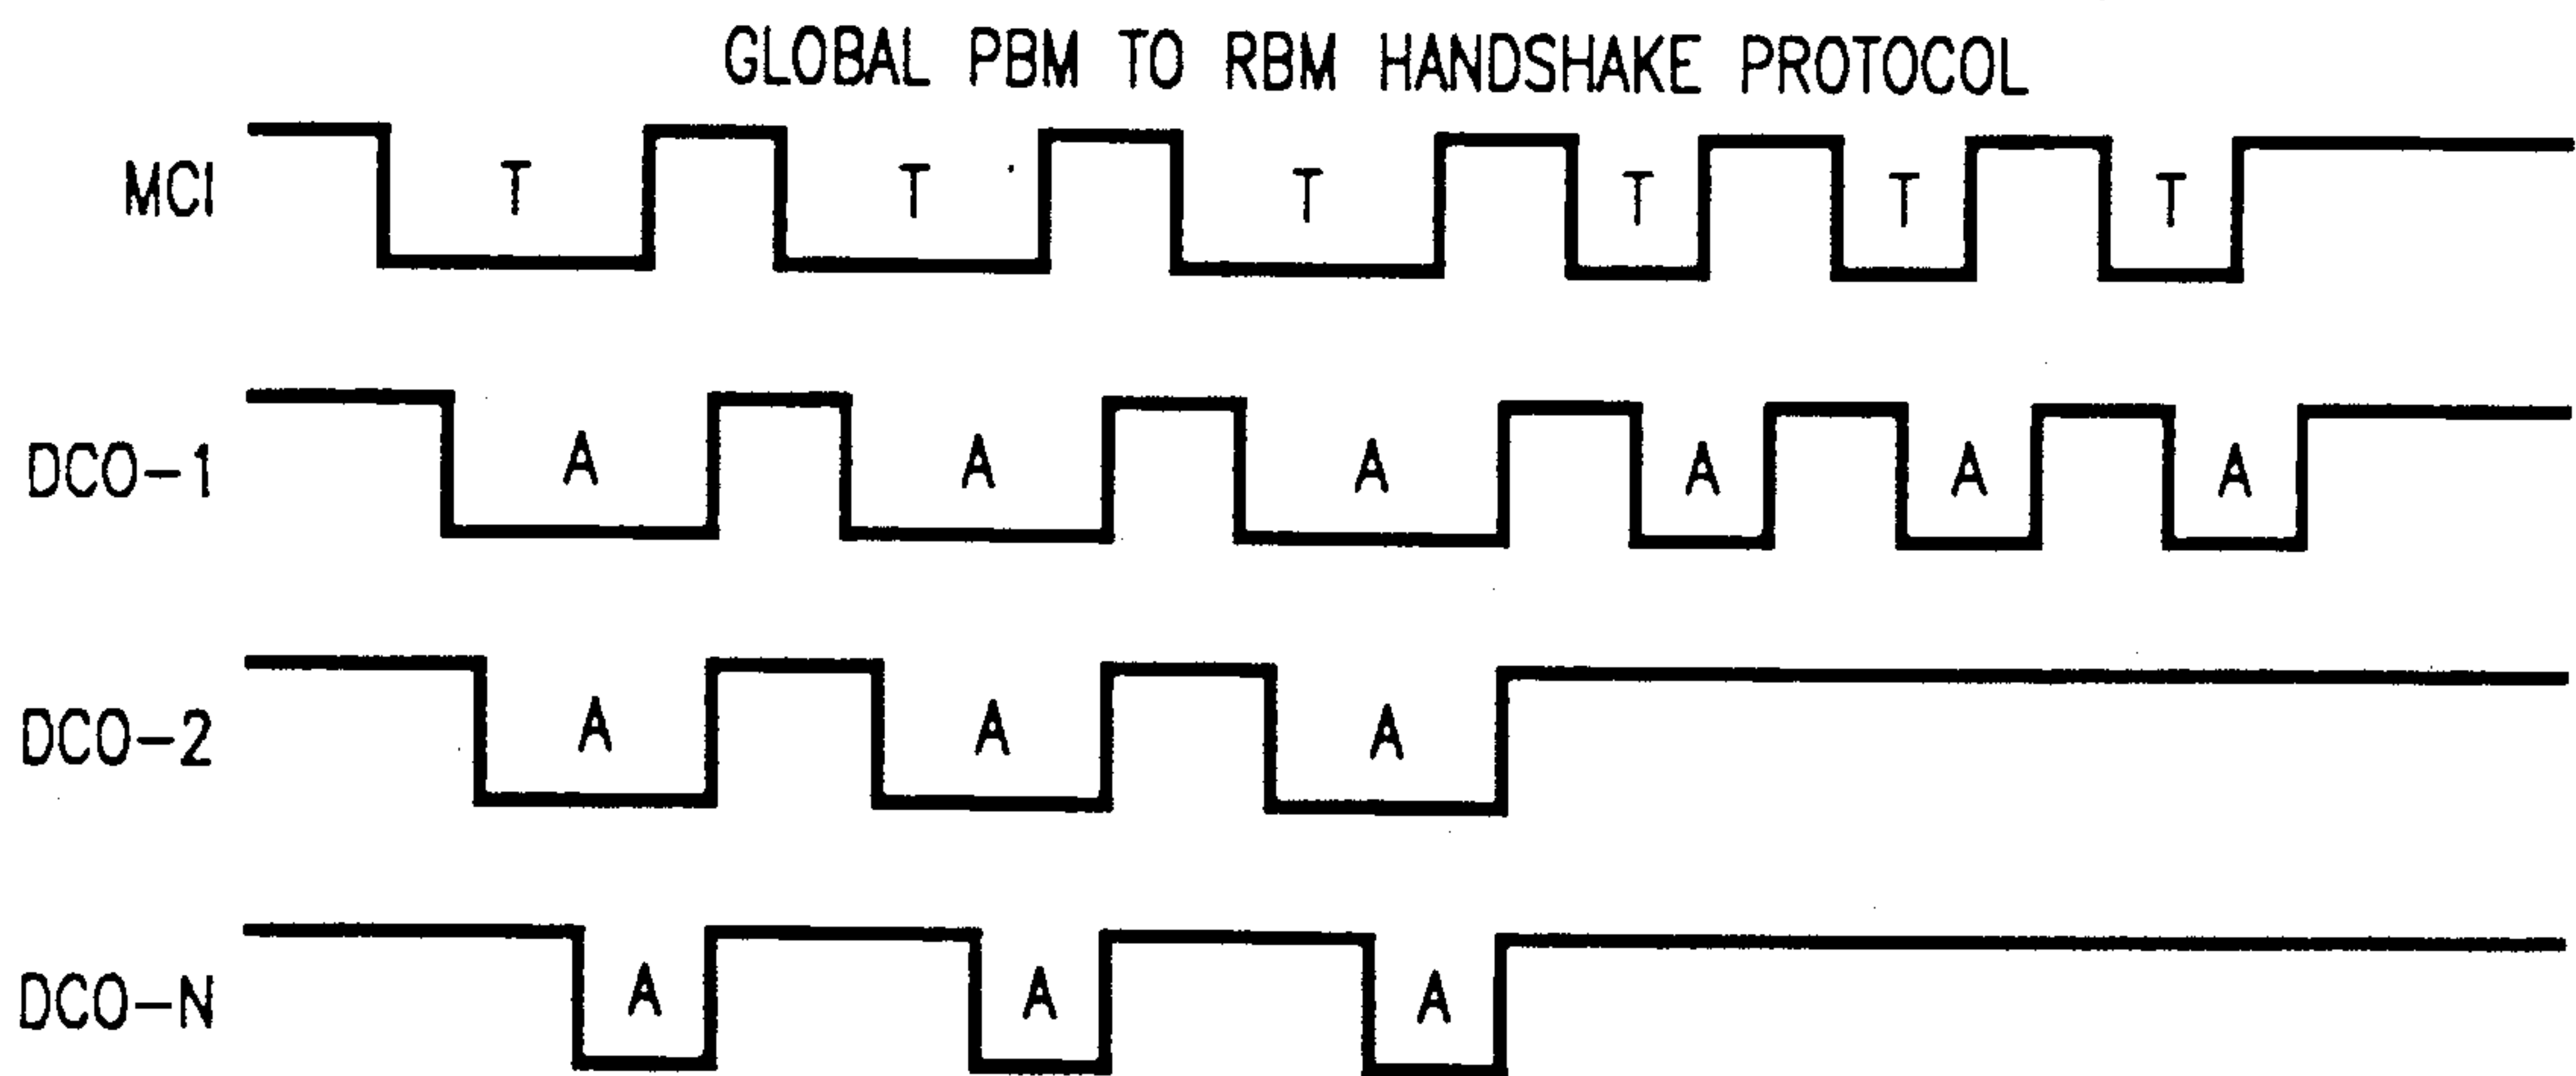 GLOBAL PBM TO RBM HANDSHAKE PROTOCOL
MCI T T T T T T
DCO-1 A A A A A A
DCO-2 A A A
DCO-N A A A